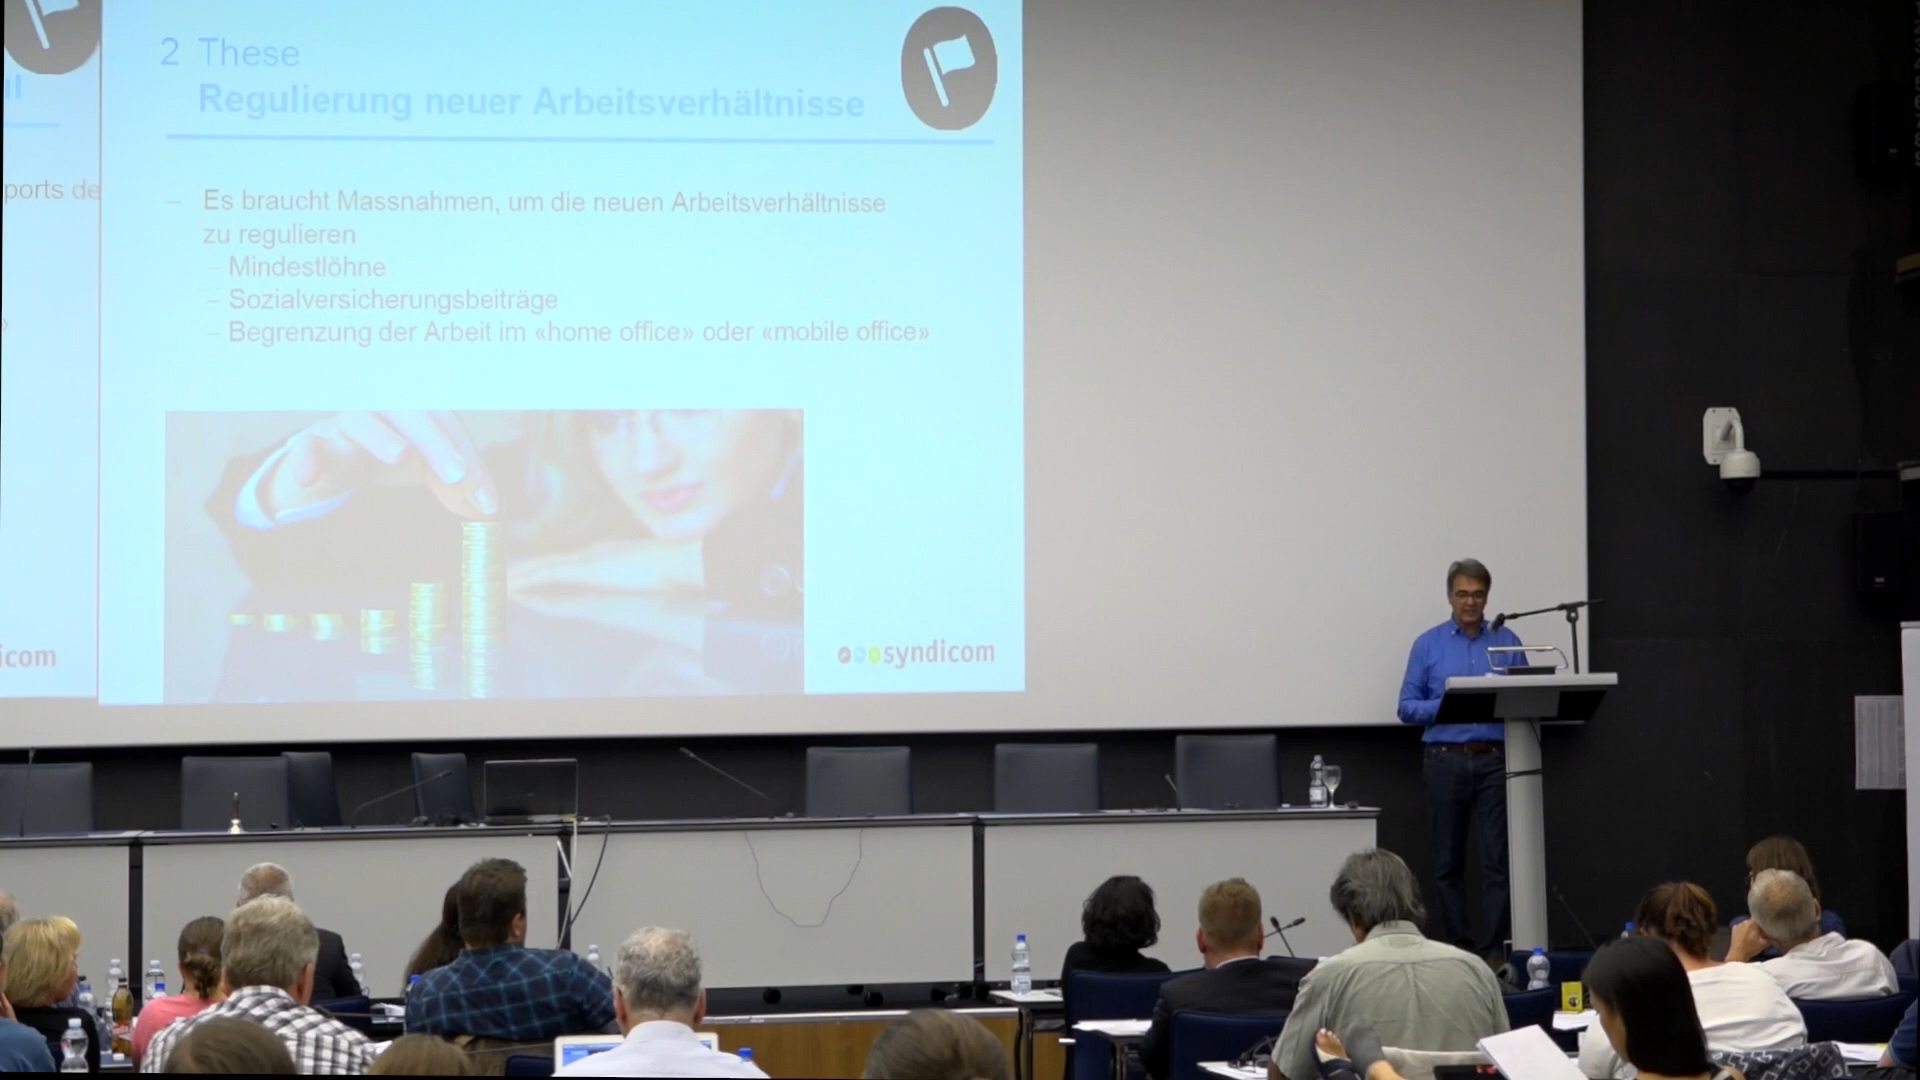 2 These
Regulierung neuer Arbeitsverhältnisse
– Es braucht Massnahmen, um die neuen Arbeitsverhältnisse
zu regulieren
– Mindestlöhne
– Sozialversicherungsbeiträge
– Begrenzung der Arbeit im «home office» oder «mobile office»
syndicom
ports de
icom